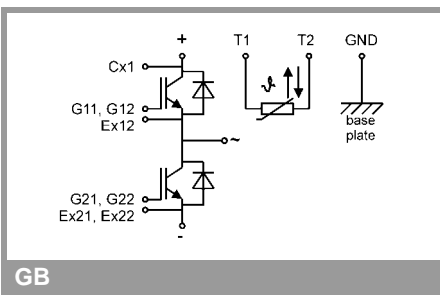 + T1 T2 GND
Cx1
ϑ
G11, G12
Ex12
base
plate
~
G21, G22
Ex21, Ex22
-
GB